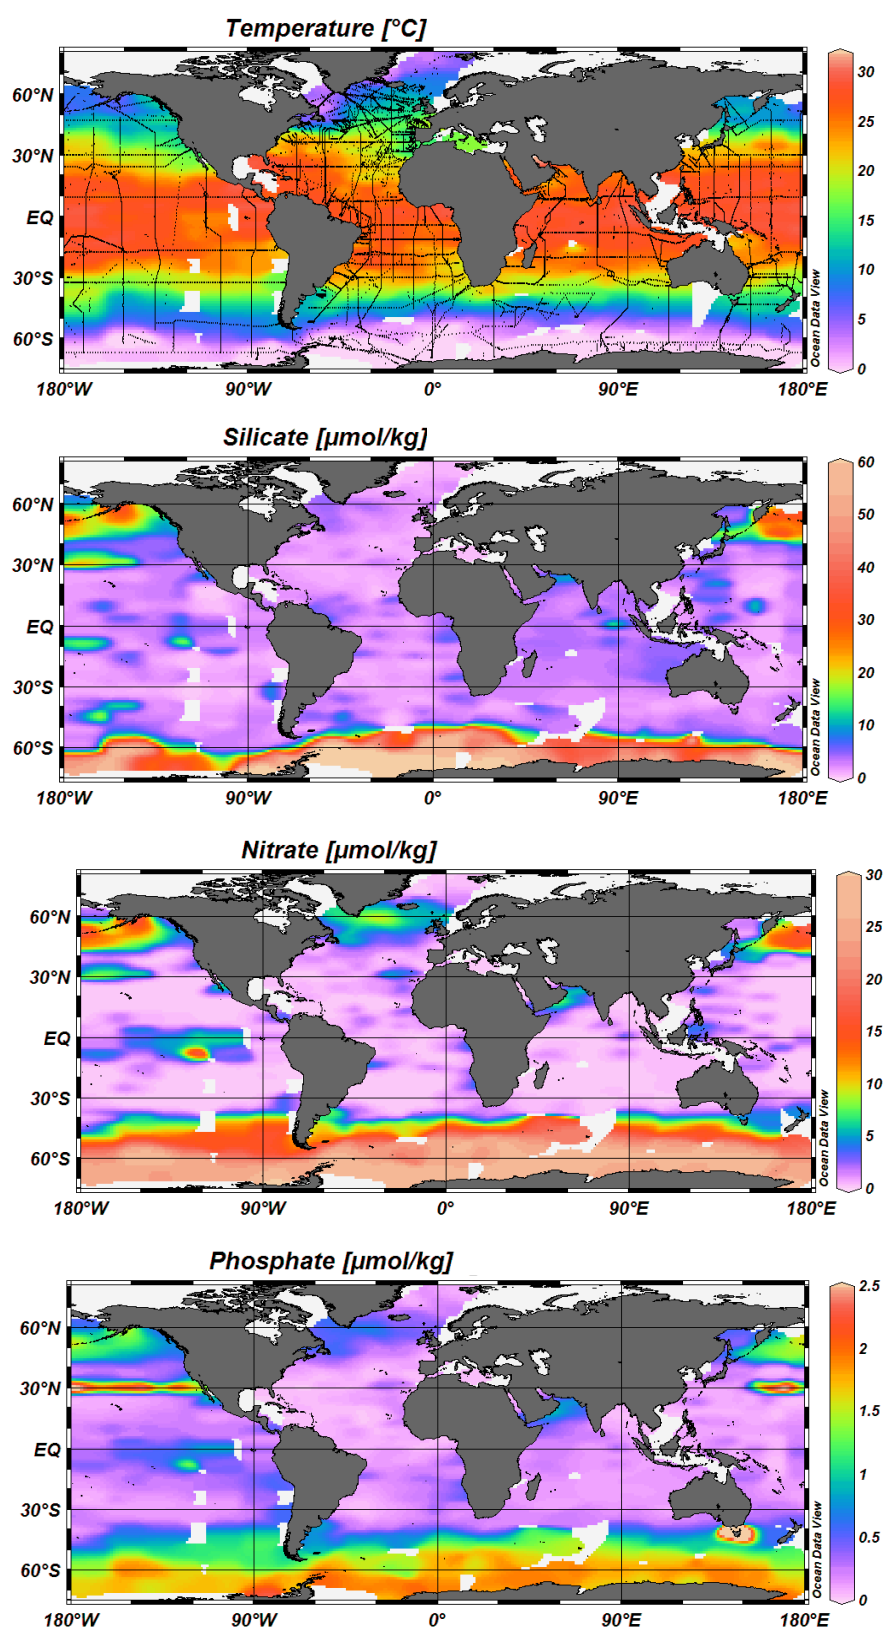 Temperature [°C]
60°N
30°N
EQ
30°S
60°S
180°W
90°W
0°
90°E
180°E
30
25
20
15
10
5
0
Ocean Data View
Silicate [µmol/kg]
60°N
30°N
EQ
30°S
60°S
180°W
90°W
0°
90°E
180°E
60
50
40
30
20
10
0
Ocean Data View
Nitrate [µmol/kg]
60°N
30°N
EQ
30°S
60°S
180°W
90°W
0°
90°E
180°E
30
25
20
15
10
5
0
Ocean Data View
Phosphate [µmol/kg]
60°N
30°N
EQ
30°S
60°S
180°W
90°W
0°
90°E
180°E
2.5
2
1.5
1
0.5
0
Ocean Data View